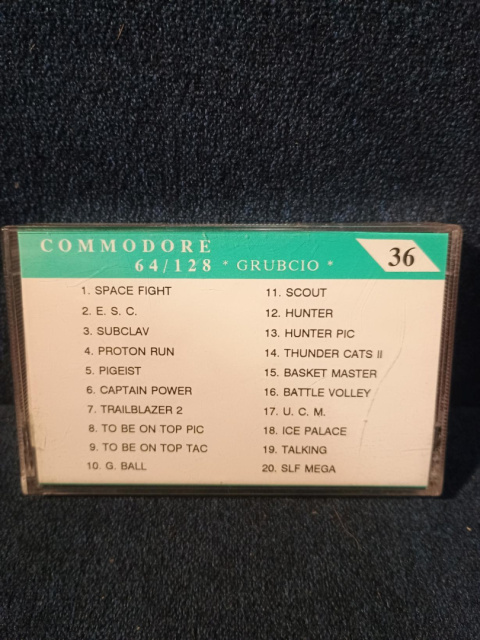 COMMODORE
64/128 * GRUBCIO *
36
1. SPACE FIGHT
2. E. S. C.
3. SUBCLAV
4. PROTON RUN
5. PIGEIST
6. CAPTAIN POWER
7. TRAILBLAZER 2
8. TO BE ON TOP PIC
9. TO BE ON TOP TAC
10. G. BALL
11. SCOUT
12. HUNTER
13. HUNTER PIC
14. THUNDER CATS II
15. BASKET MASTER
16. BATTLE VOLLEY
17. U. C. M.
18. ICE PALACE
19. TALKING
20. SLF MEGA